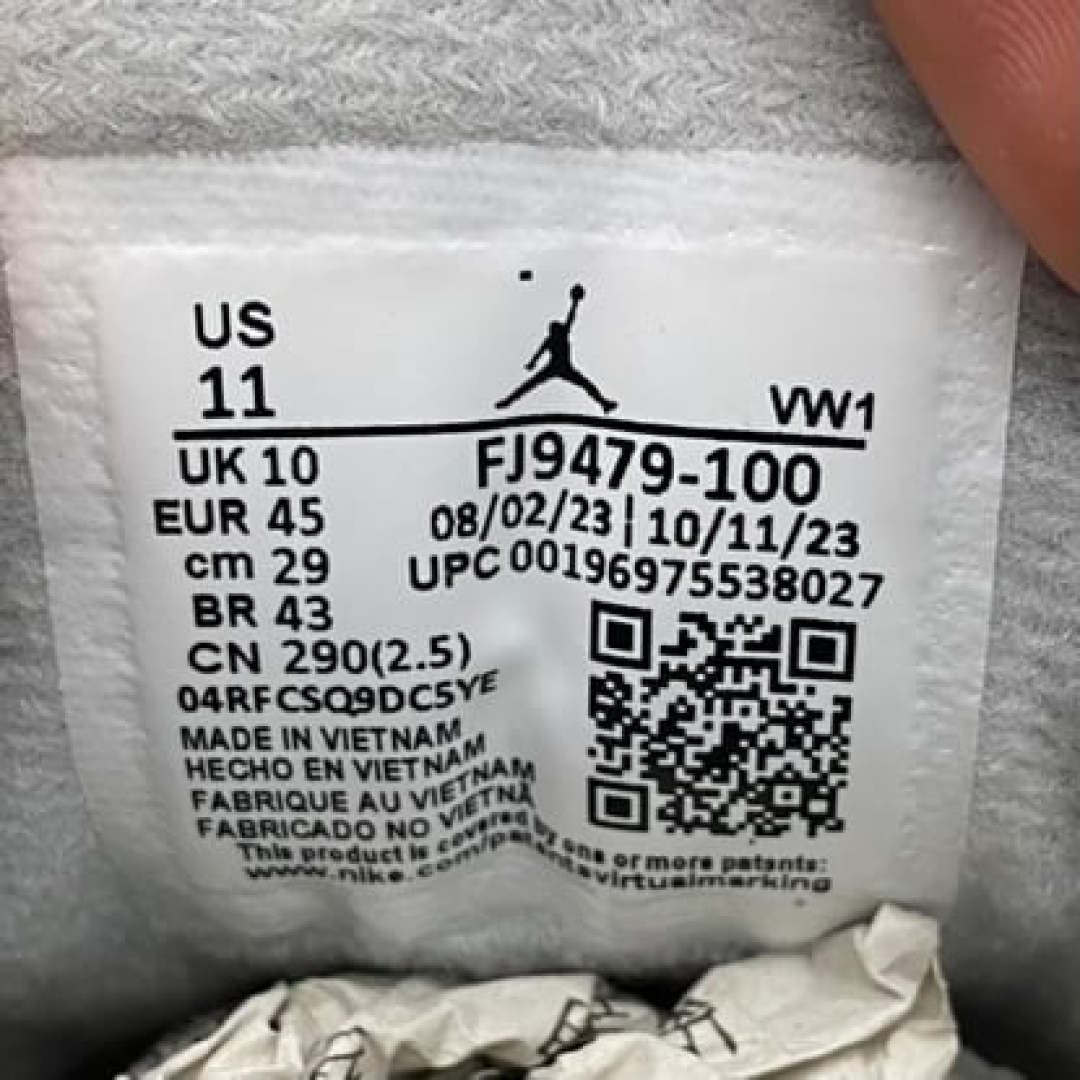 US
11
VW1
UK 10
FJ9479-100
EUR 45
08/02/23 | 10/11/23
cm 29
UPC 00196975538027
BR 43
CN 290(2.5)
04RFCSQ9DC5YE
MADE IN VIETNAM
HECHO EN VIETNAM
FABRIQUE AU VIETNAM
FABRICADO NO VIETNÃ
This product is covered by one or more patents:
www.nike.com/patentsvirtualmarking